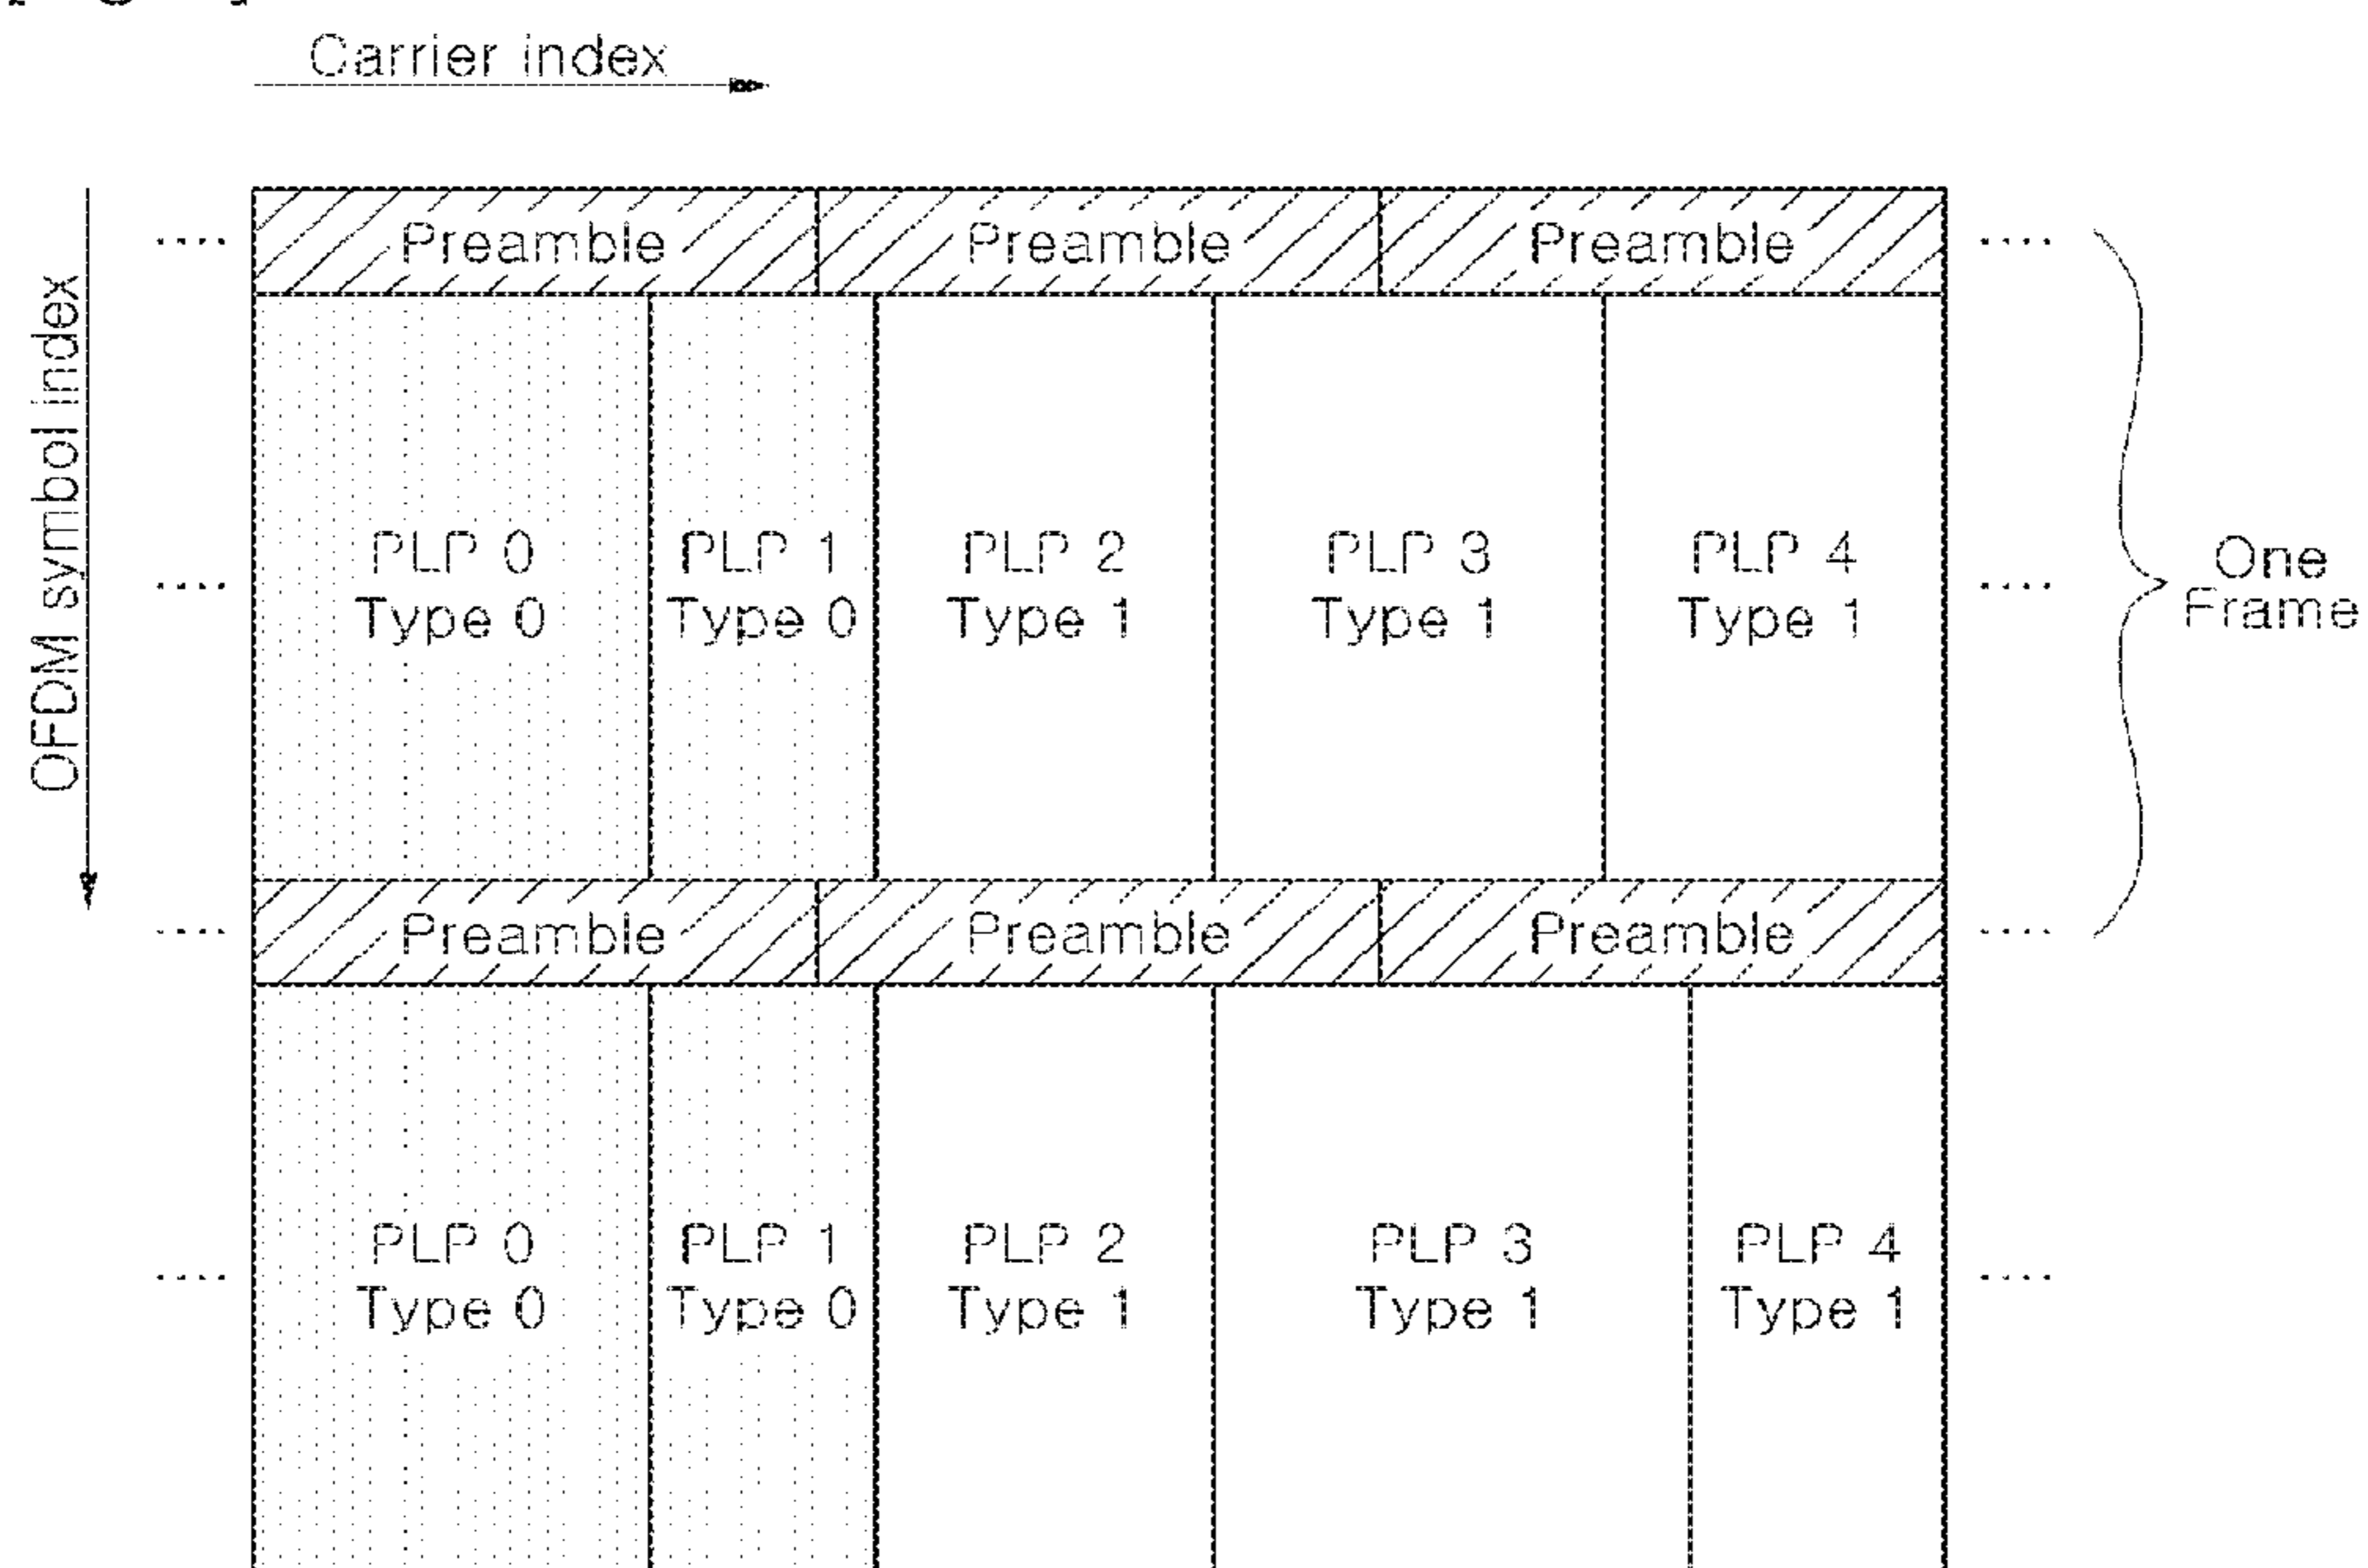 Carrier index
OFDM symbol index
.... Preamble Preamble Preamble ....
.... PLP 0 PLP 1 PLP 2 PLP 3 PLP 4 ....
Type 0 Type 0 Type 1 Type 1 Type 1
One
Frame
.... Preamble Preamble Preamble ....
.... PLP 0 PLP 1 PLP 2 PLP 3 PLP 4 ....
Type 0 Type 0 Type 1 Type 1 Type 1